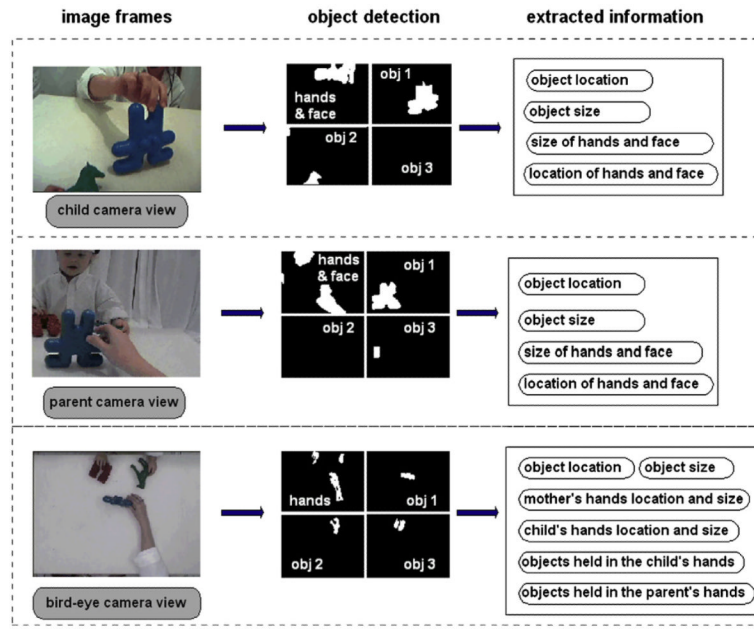 image frames
object detection
extracted information
hands
& face
obj 1
obj 2
obj 3
object location
object size
size of hands and face
location of hands and face
child camera view
hands
& face
obj 1
obj 2
obj 3
object location
object size
size of hands and face
location of hands and face
parent camera view
hands
obj 1
obj 2
obj 3
object location
object size
mother's hands location and size
child's hands location and size
objects held in the child's hands
objects held in the parent's hands
bird-eye camera view